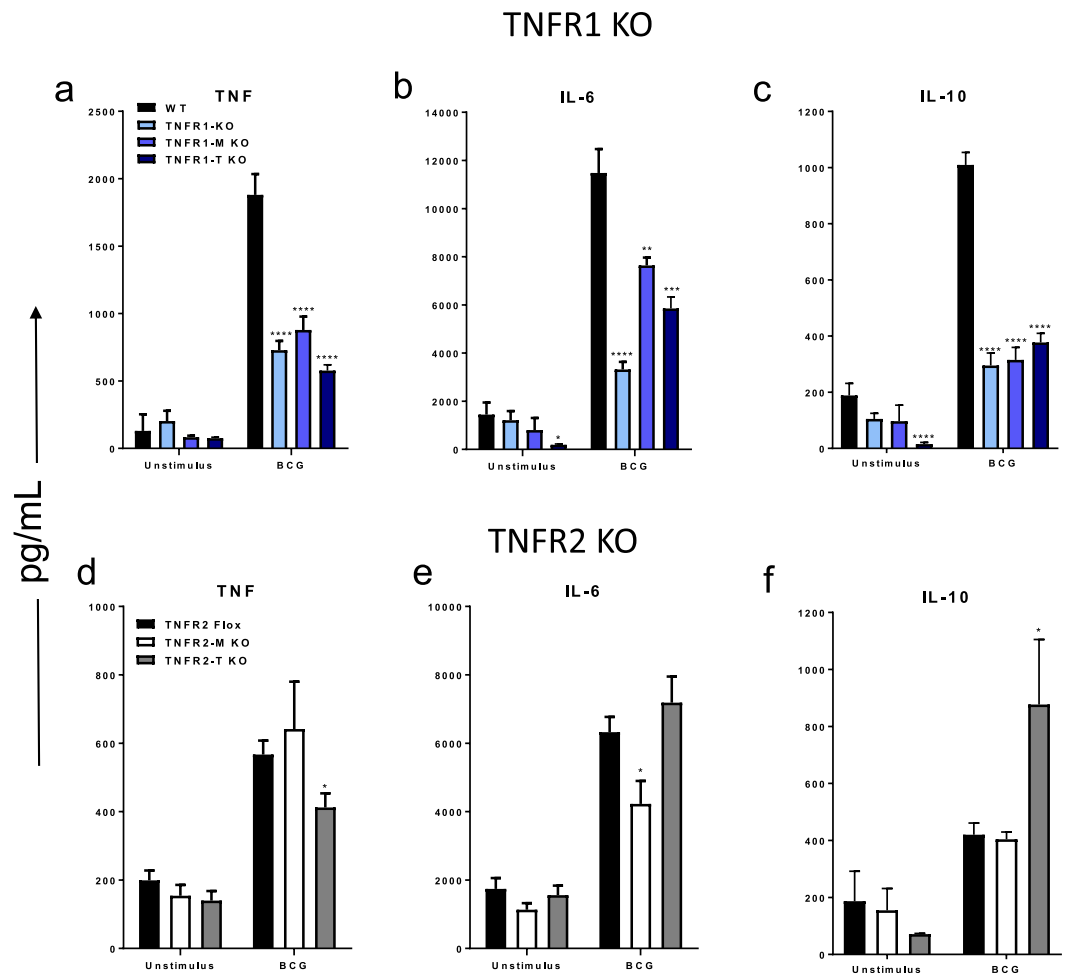 TNFR1 KO
a
TNF
WT
TNFR1-KO
TNFR1-M KO
TNFR1-T KO
2500
2000
1500
1000
500
0
**** **** ****
Unstimulus BCG
b
IL-6
14000
12000
10000
8000
6000
4000
2000
0
*
**** ** ***
Unstimulus BCG
c
IL-10
1200
1000
800
600
400
200
0
****
**** **** ****
Unstimulus BCG
pg/mL
TNFR2 KO
d
TNF
TNFR2 Flox
TNFR2-M KO
TNFR2-T KO
1000
800
600
400
200
0
*
Unstimulus BCG
e
IL-6
10000
8000
6000
4000
2000
0
*
Unstimulus BCG
f
IL-10
1200
1000
800
600
400
200
0
*
Unstimulus BCG